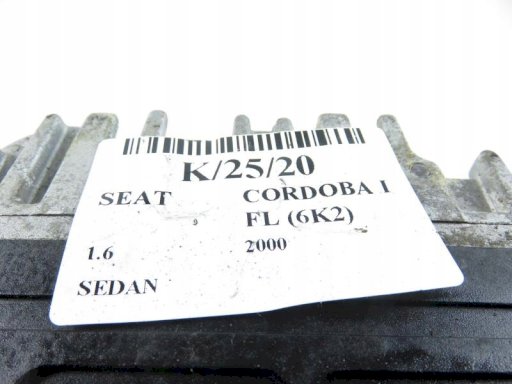 K/25/20
SEAT CORDOBA I
FL (6K2)
1.6 2000
SEDAN